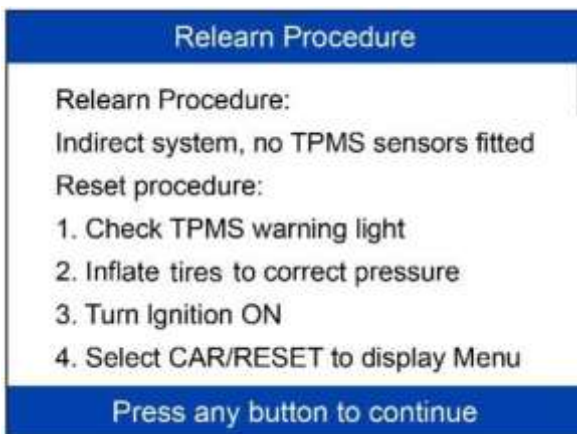 Relearn Procedure
Relearn Procedure:
Indirect system, no TPMS sensors fitted
Reset procedure:
1. Check TPMS warning light
2. Inflate tires to correct pressure
3. Turn Ignition ON
4. Select CAR/RESET to display Menu
Press any button to continue